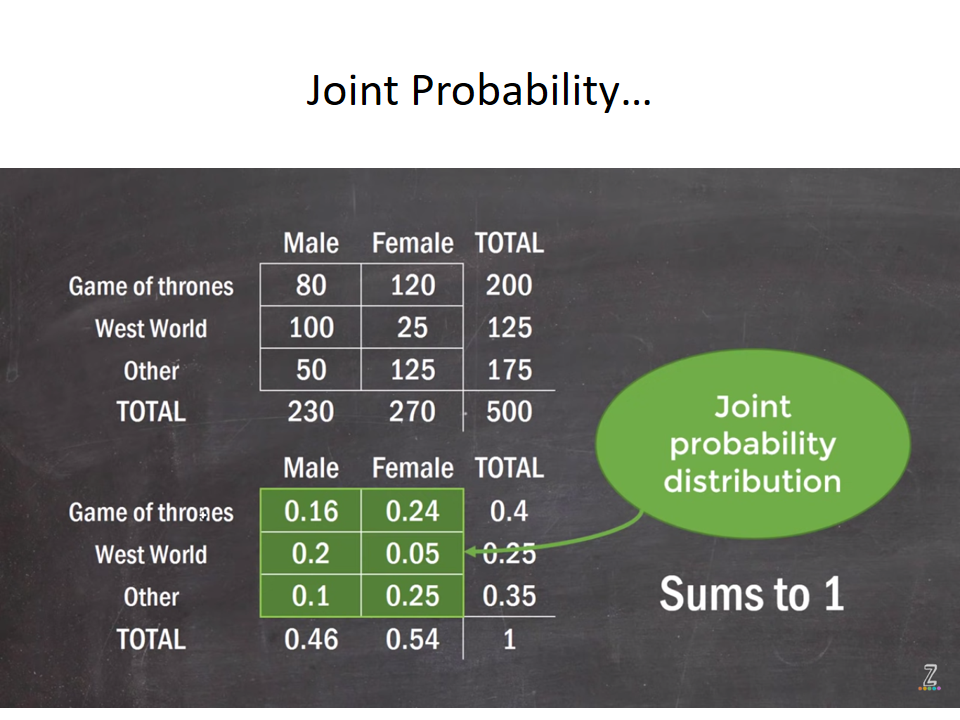 Joint Probability...
Male Female TOTAL
Game of thrones 80 120 200
West World 100 25 125
Other 50 125 175
TOTAL 230 270 500
Joint
probability
distribution
Male Female TOTAL
Game of thrones 0.16 0.24 0.4
West World 0.2 0.05 0.25
Other 0.1 0.25 0.35
TOTAL 0.46 0.54 1
Sums to 1
Z